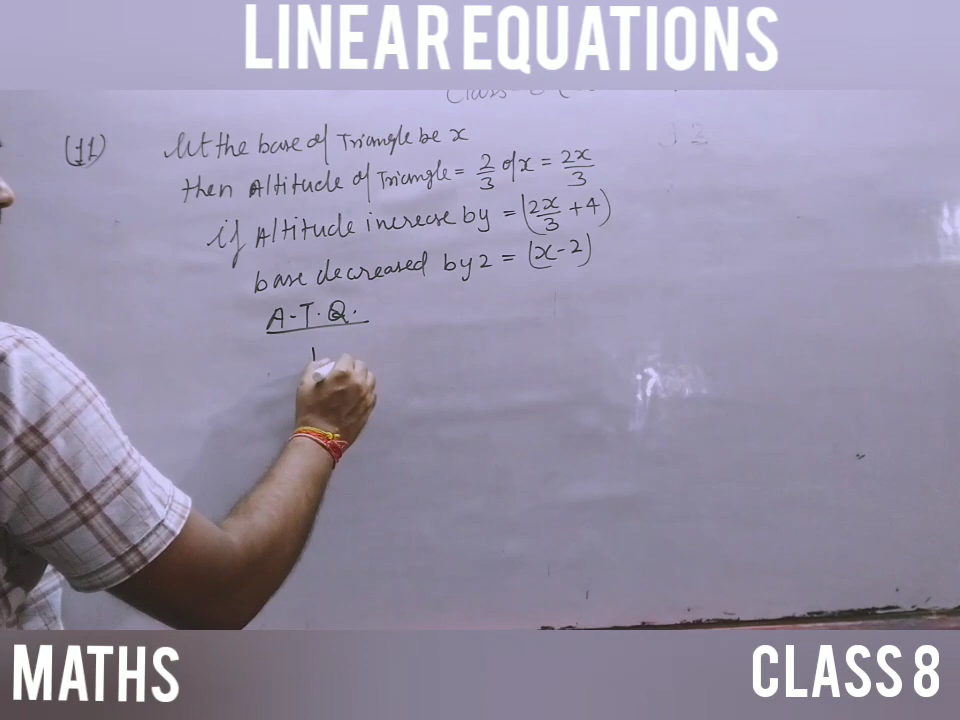 LINEAR EQUATIONS
(11) Let the base of Triangle be x
then Altitude of Triangle = 2/3 of x = 2x/3
if Altitude increase by = (2x/3 + 4)
base decreased by 2 = (x - 2)
A.T.Q.
MATHS
CLASS 8